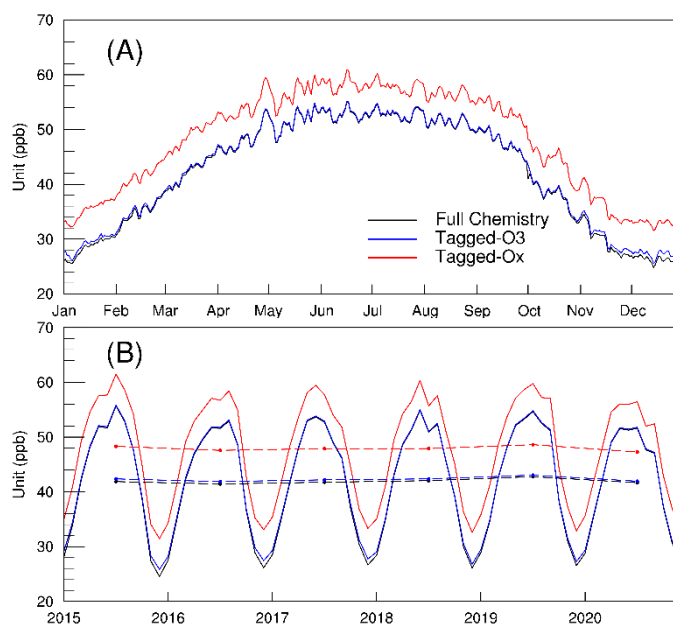 70
(A)
60
50
Unit (ppb)
40
Full Chemistry
30
Tagged-O3
Tagged-Ox
20
Jan Feb Mar Apr May Jun Jul Aug Sep Oct Nov Dec
70
(B)
60
50
Unit (ppb)
40
30
20
2015 2016 2017 2018 2019 2020